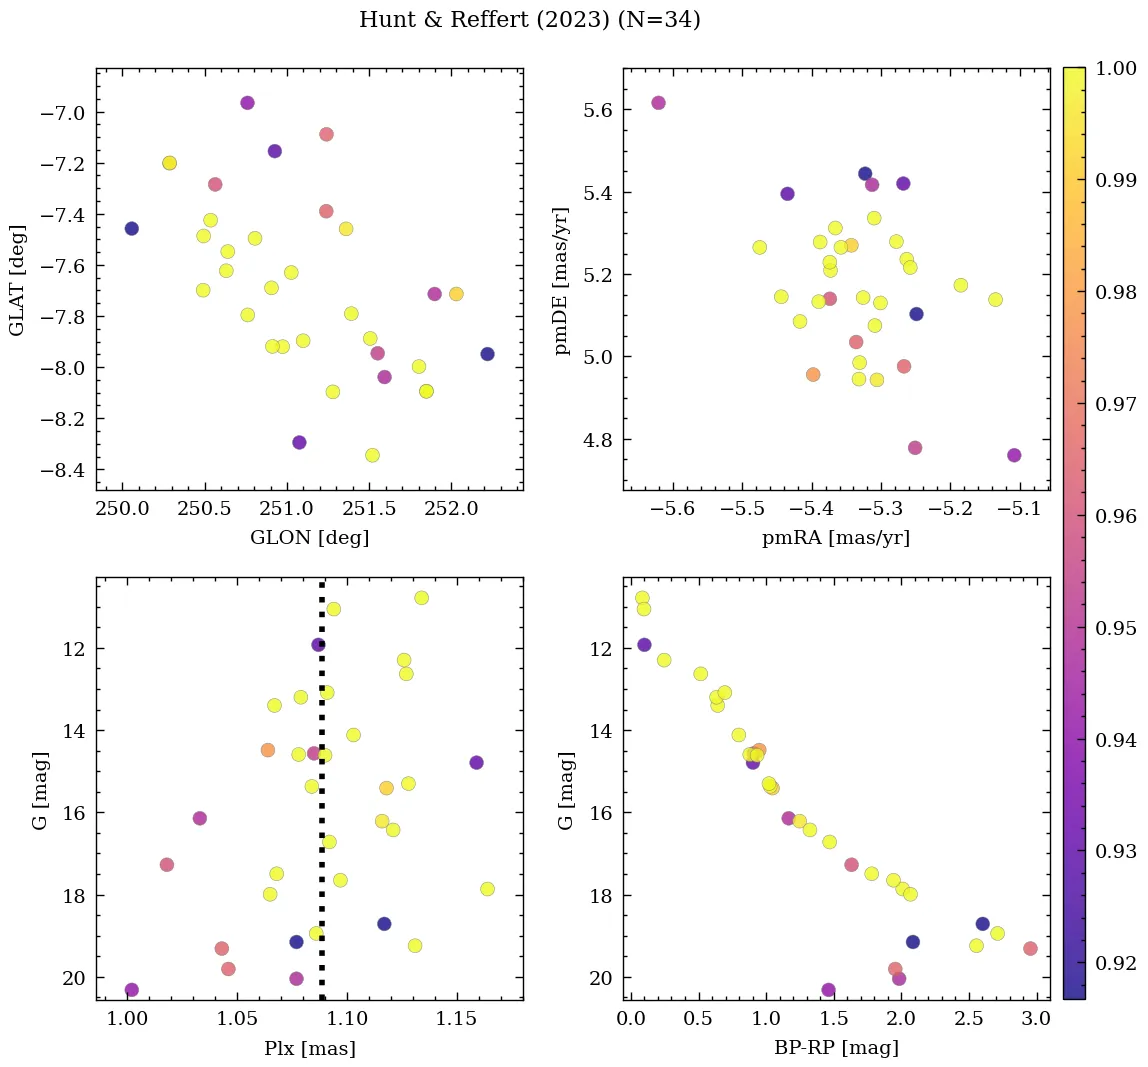 Hunt & Reffert (2023) (N=34)
−7.0
−7.2
−7.4
−7.6
−7.8
−8.0
−8.2
−8.4
GLAT [deg]
250.0 250.5 251.0 251.5 252.0
GLON [deg]
5.6
5.4
5.2
5.0
4.8
pmDE [mas/yr]
−5.6 −5.5 −5.4 −5.3 −5.2 −5.1
pmRA [mas/yr]
12
14
16
18
20
G [mag]
1.00 1.05 1.10 1.15
Plx [mas]
12
14
16
18
20
G [mag]
0.0 0.5 1.0 1.5 2.0 2.5 3.0
BP-RP [mag]
1.00
0.99
0.98
0.97
0.96
0.95
0.94
0.93
0.92